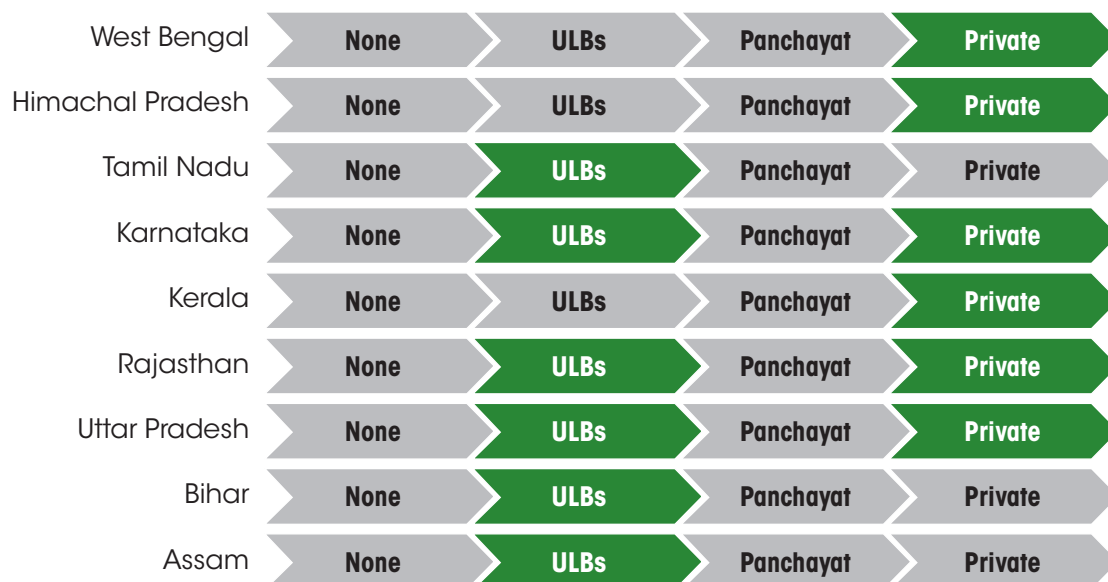 West Bengal None ULBs Panchayat Private
Himachal Pradesh None ULBs Panchayat Private
Tamil Nadu None ULBs Panchayat Private
Karnataka None ULBs Panchayat Private
Kerala None ULBs Panchayat Private
Rajasthan None ULBs Panchayat Private
Uttar Pradesh None ULBs Panchayat Private
Bihar None ULBs Panchayat Private
Assam None ULBs Panchayat Private